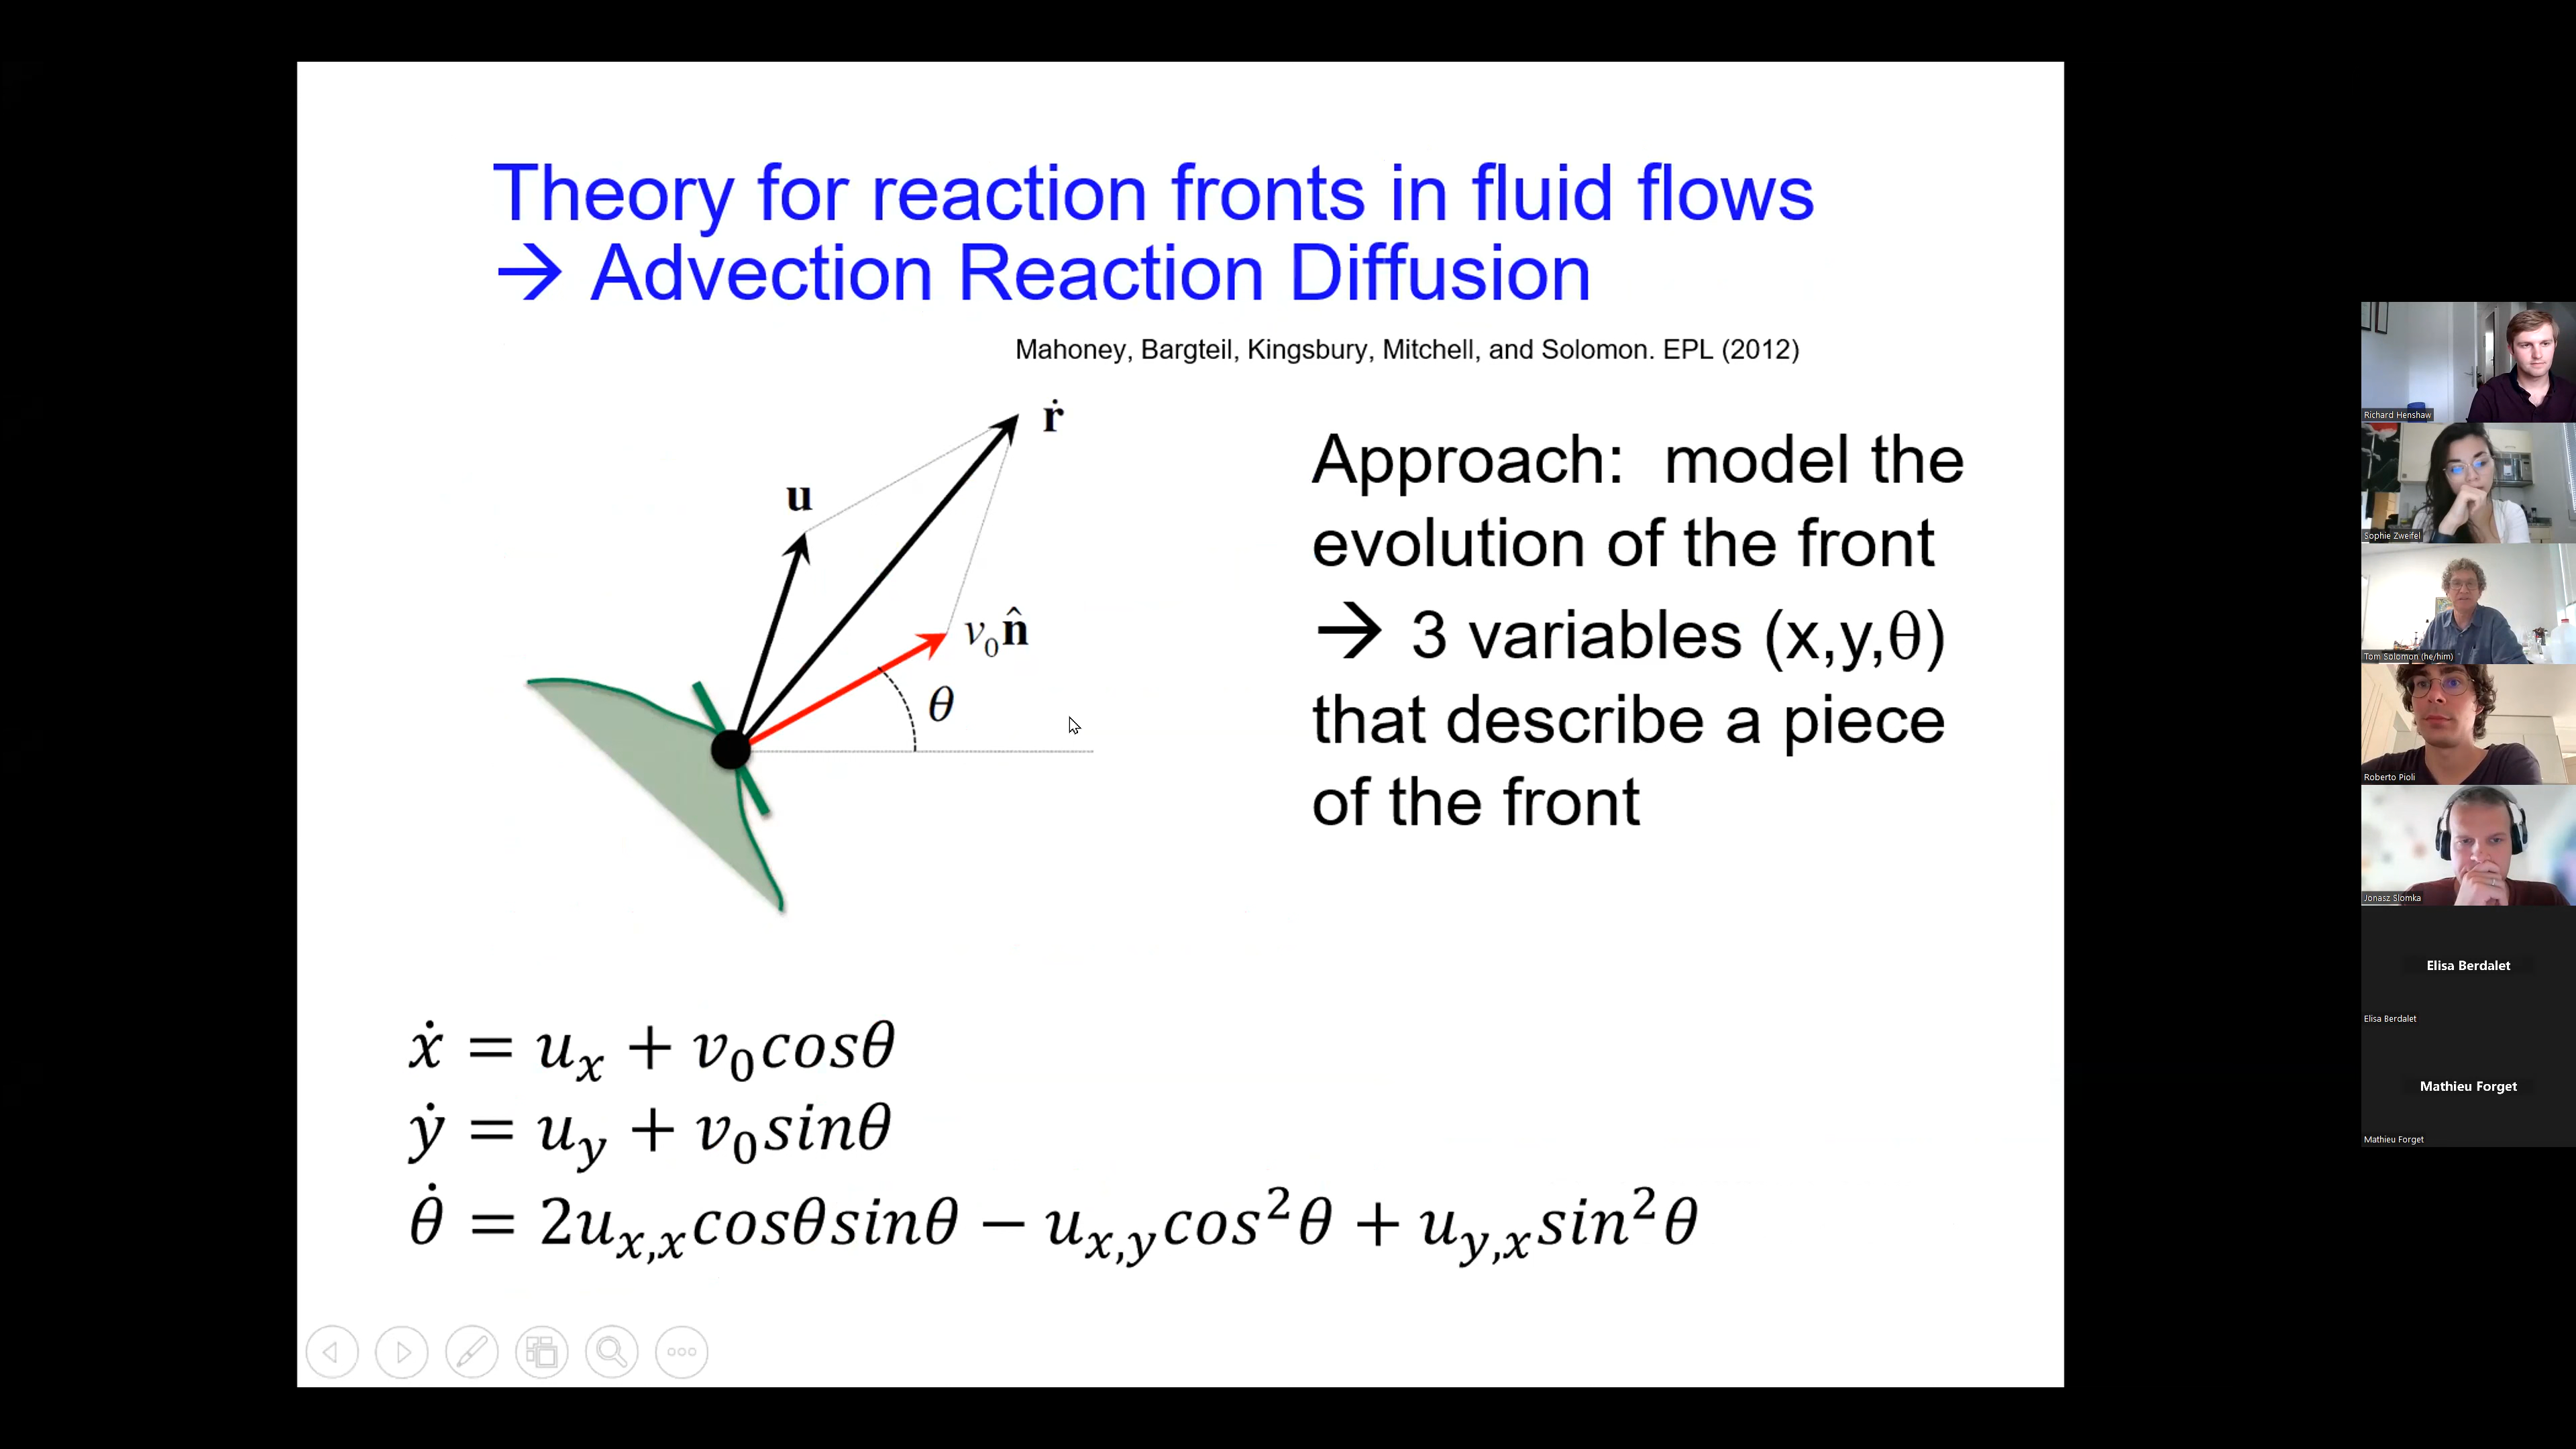 Theory for reaction fronts in fluid flows
→ Advection Reaction Diffusion
Mahoney, Bargteil, Kingsbury, Mitchell, and Solomon. EPL (2012)
ṙ
u
v₀n̂
θ
Approach: model the
evolution of the front
→ 3 variables (x,y,θ)
that describe a piece
of the front
ẋ = uₓ + v₀cosθ
ẏ = u_y + v₀sinθ
θ̇ = 2u_{x,x}cosθsinθ − u_{x,y}cos²θ + u_{y,x}sin²θ
Richard Henshaw
Sophie Zweifel
Tom Solomon (he/him)
Roberto Pioli
Jonasz Slomka
Elisa Berdalet
Elisa Berdalet
Mathieu Forget
Mathieu Forget